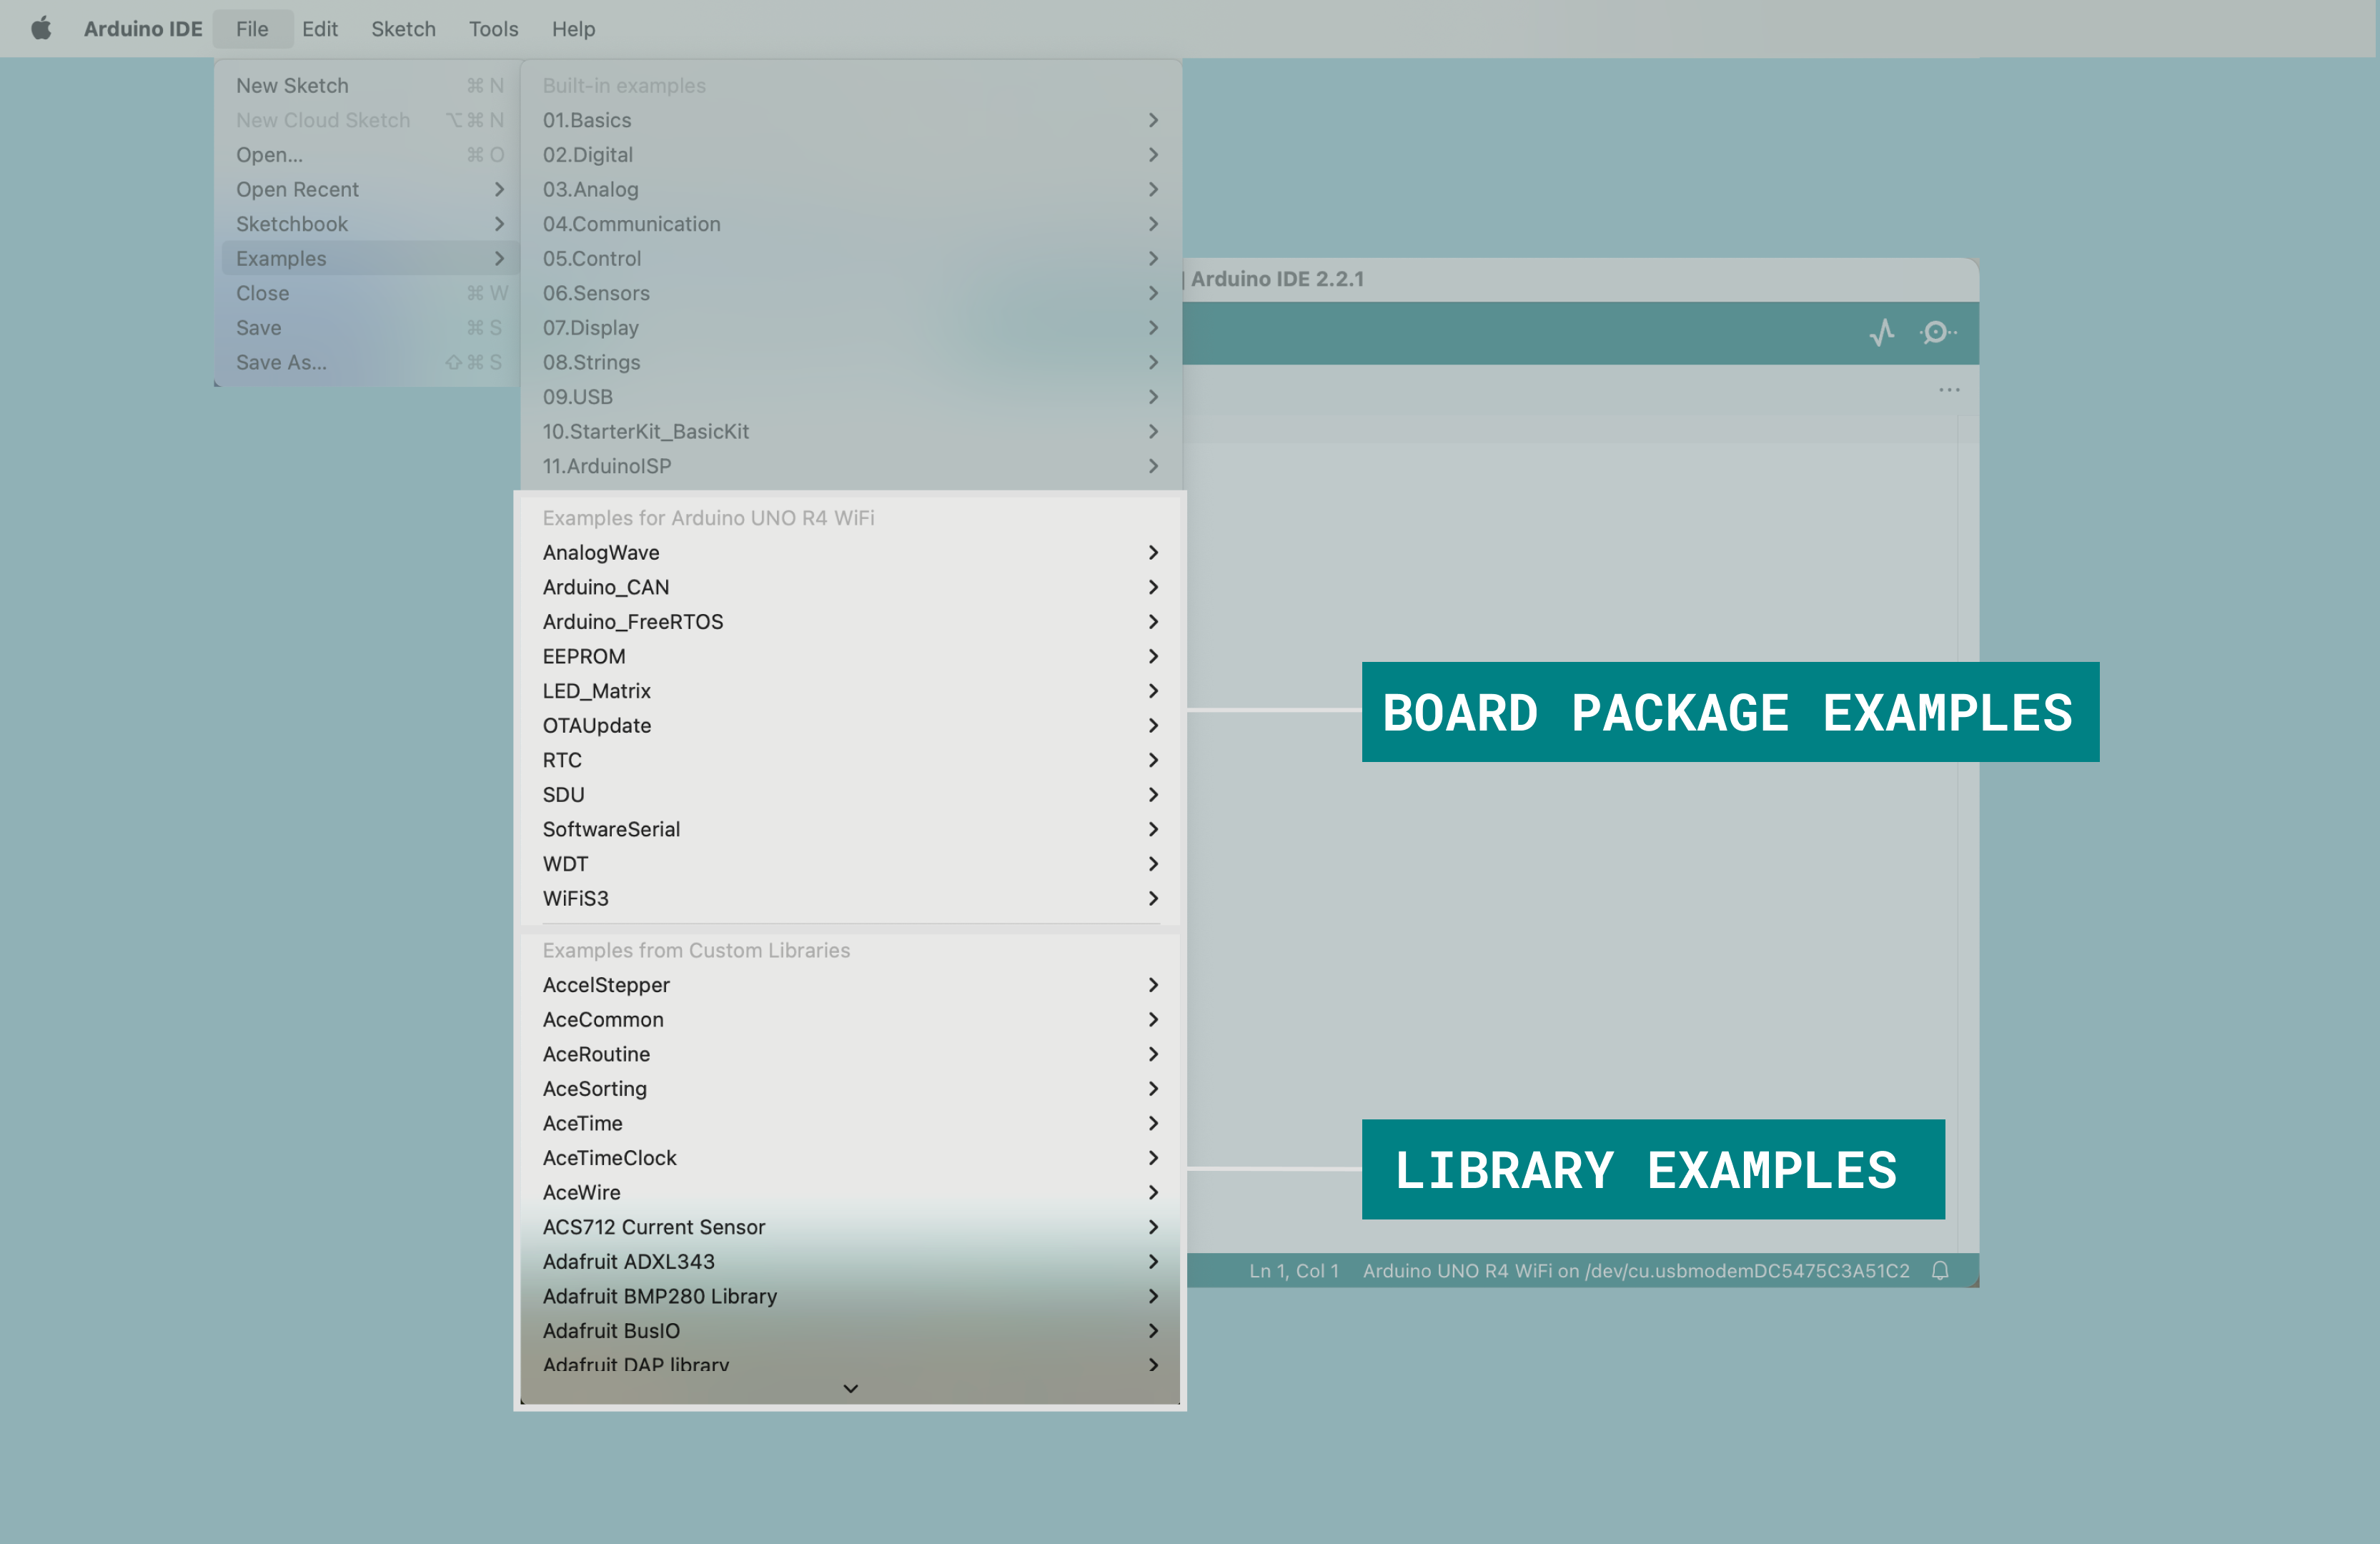 Arduino IDE File Edit Sketch Tools Help
New Sketch ⌘ N
New Cloud Sketch ⌥ ⌘ N
Open... ⌘ O
Open Recent
Sketchbook
Examples
Close ⌘ W
Save ⌘ S
Save As... ⇧ ⌘ S
Built-in examples
01.Basics
02.Digital
03.Analog
04.Communication
05.Control
06.Sensors
07.Display
08.Strings
09.USB
10.StarterKit_BasicKit
11.ArduinoISP
Examples for Arduino UNO R4 WiFi
AnalogWave
Arduino_CAN
Arduino_FreeRTOS
EEPROM
LED_Matrix
OTAUpdate
RTC
SDU
SoftwareSerial
WDT
WiFiS3
Examples from Custom Libraries
AccelStepper
AceCommon
AceRoutine
AceSorting
AceTime
AceTimeClock
AceWire
ACS712 Current Sensor
Adafruit ADXL343
Adafruit BMP280 Library
Adafruit BusIO
Adafruit DAP library
| Arduino IDE 2.2.1
BOARD PACKAGE EXAMPLES
LIBRARY EXAMPLES
Ln 1, Col 1 Arduino UNO R4 WiFi on /dev/cu.usbmodemDC5475C3A51C2